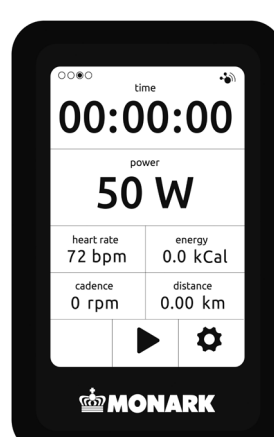 time
00:00:00
power
50 W
heart rate energy
72 bpm 0.0 kCal
cadence distance
0 rpm 0.00 km
MONARK